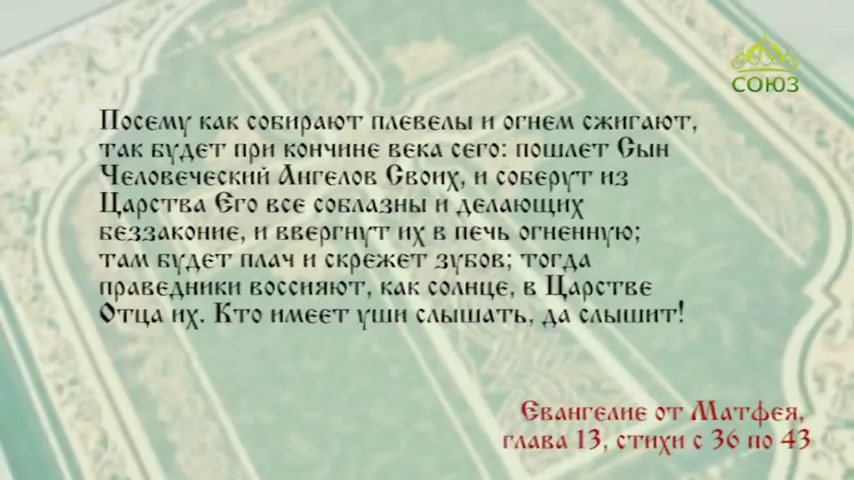 СОЮЗ
Посему как собирают плевелы и огнем сжигают,
так будет при кончине века сего: пошлет Сын
Человеческий Ангелов Своих, и соберут из
Царства Его все соблазны и делающих
беззаконие, и ввергнут их в печь огненную;
там будет плач и скрежет зубов; тогда
праведники воссияют, как солнце, в Царстве
Отца их. Кто имеет уши слышать, да слышит!
Евангелие от Матфея,
глава 13, стихи с 36 по 43